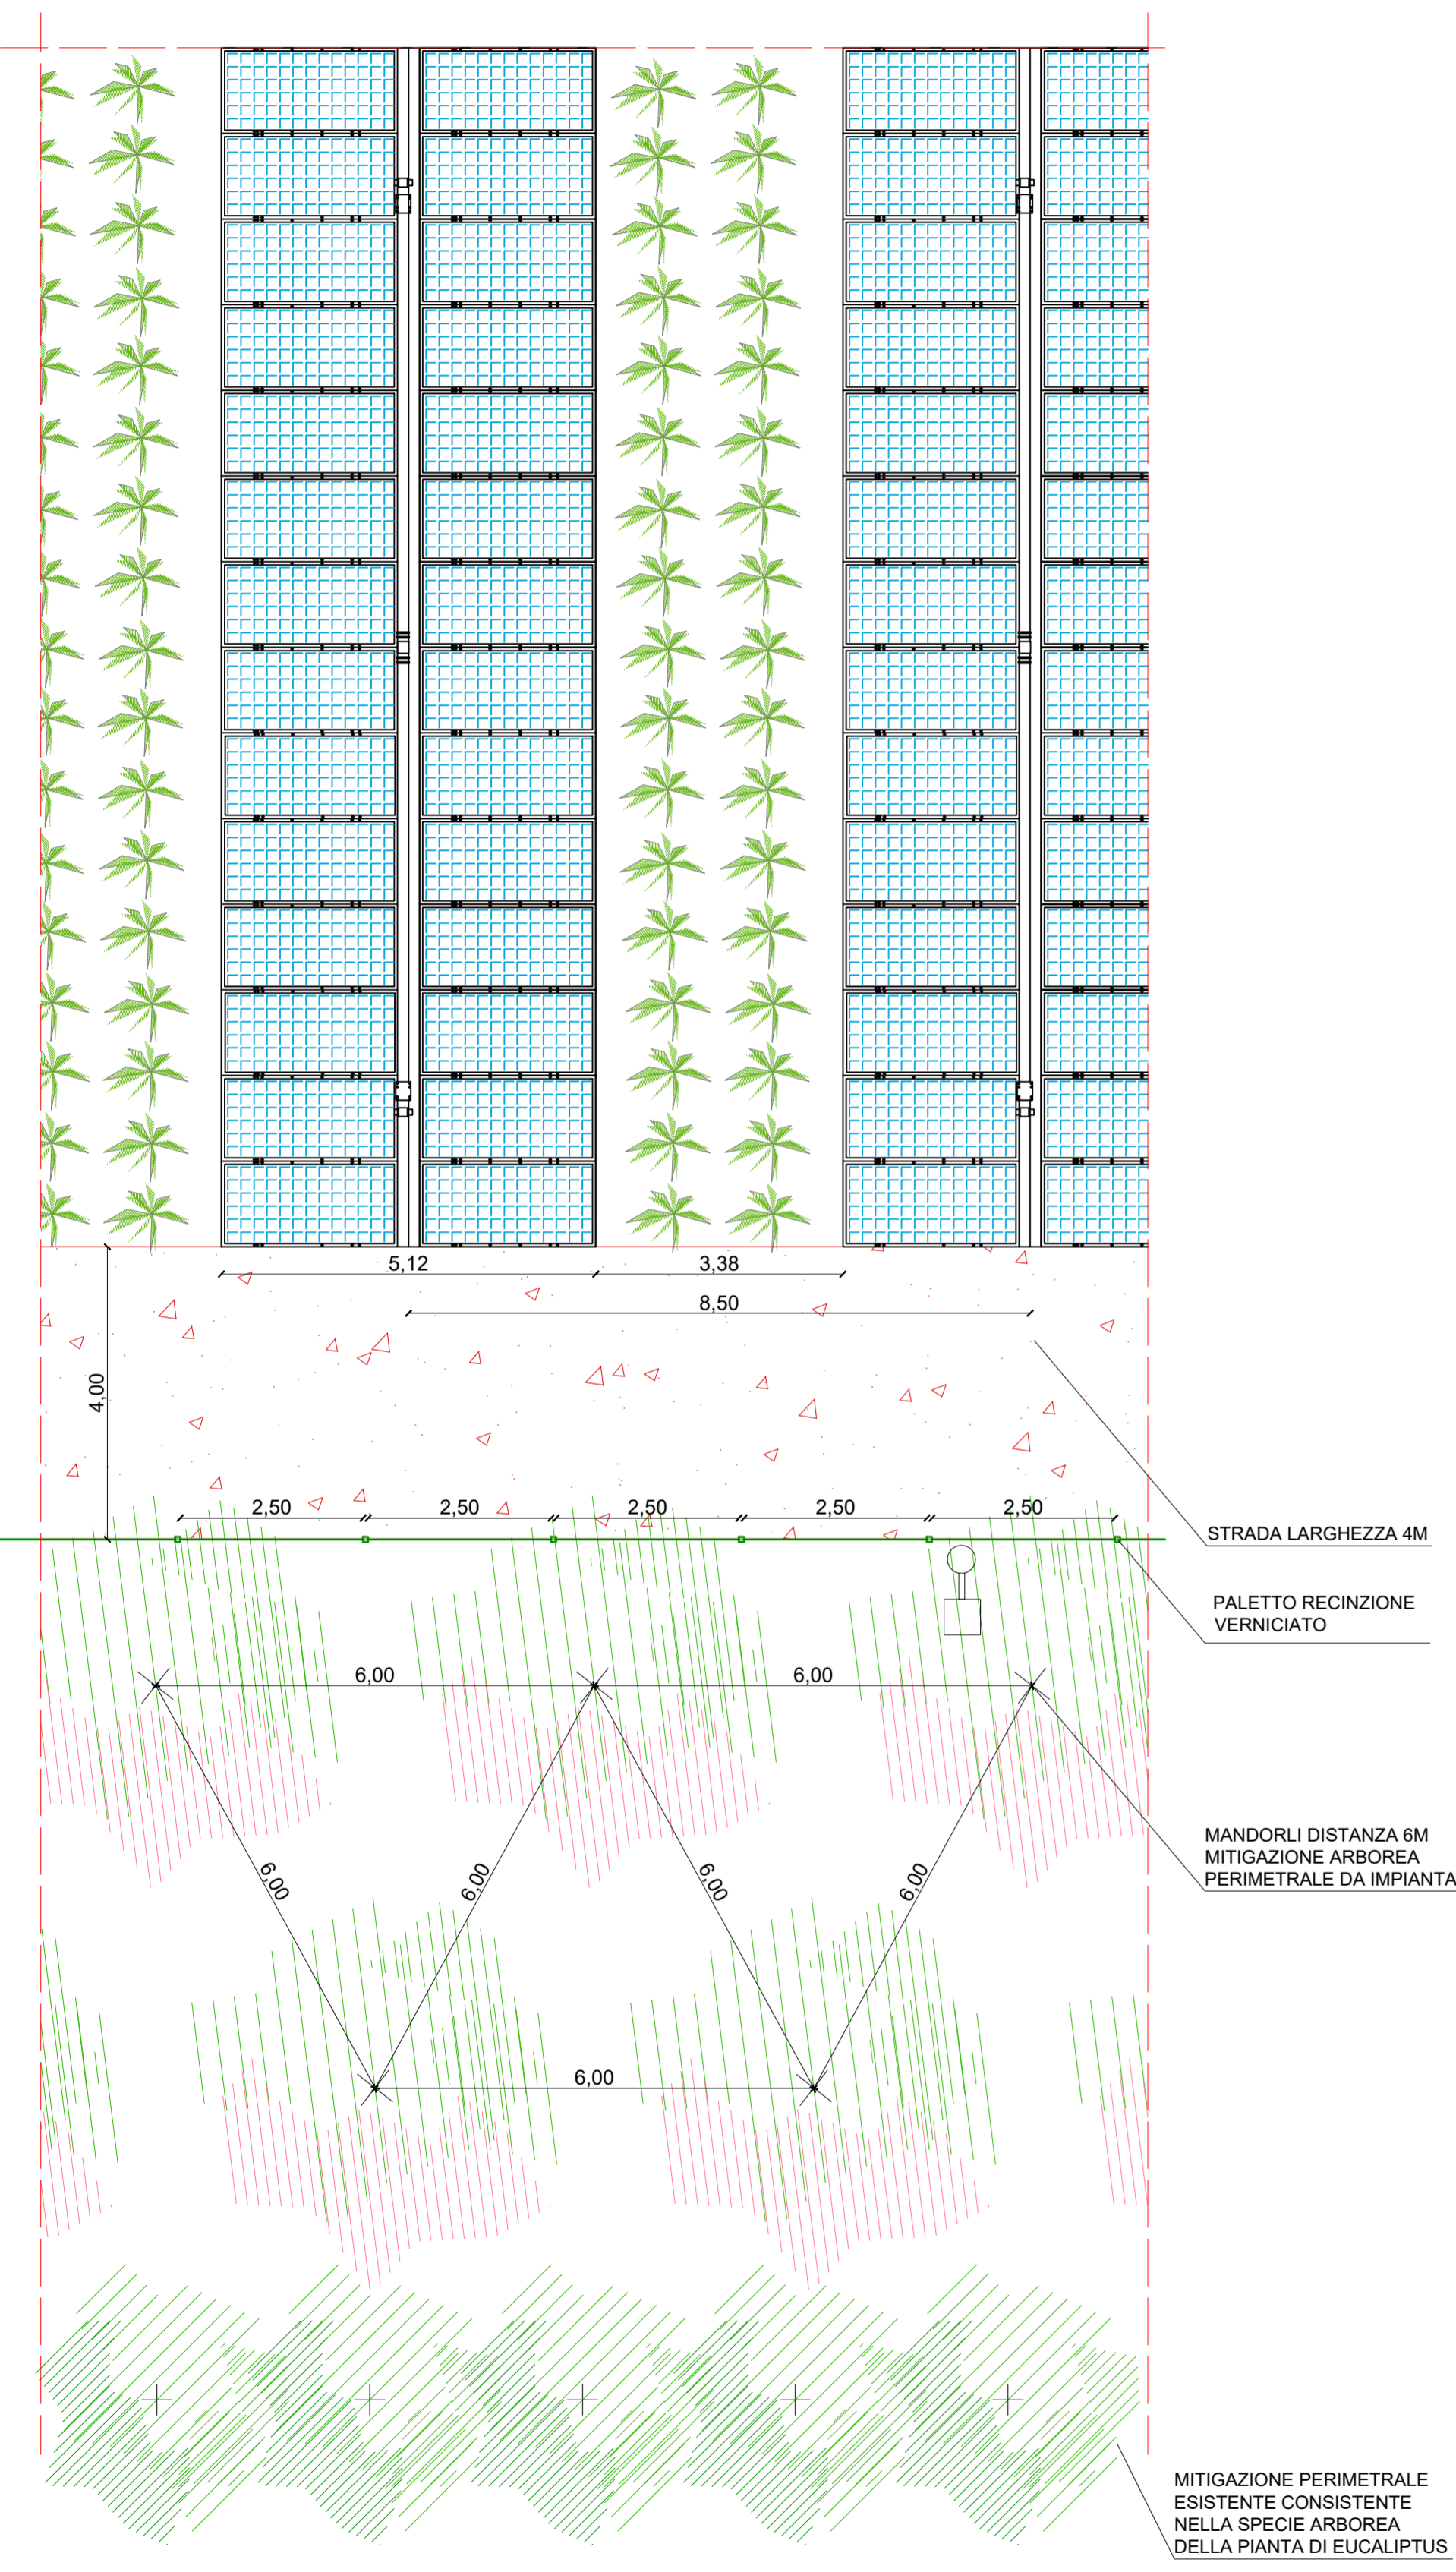 5,12
3,38
8,50
4,00
2,50
2,50
2,50
2,50
2,50
STRADA LARGHEZZA 4M
PALETTO RECINZIONE
VERNICIATO
6,00
6,00
MANDORLI DISTANZA 6M
MITIGAZIONE ARBOREA
PERIMETRALE DA IMPIANTA
6,00
6,00
6,00
6,00
6,00
MITIGAZIONE PERIMETRALE
ESISTENTE CONSISTENTE
NELLA SPECIE ARBOREA
DELLA PIANTA DI EUCALIPTUS